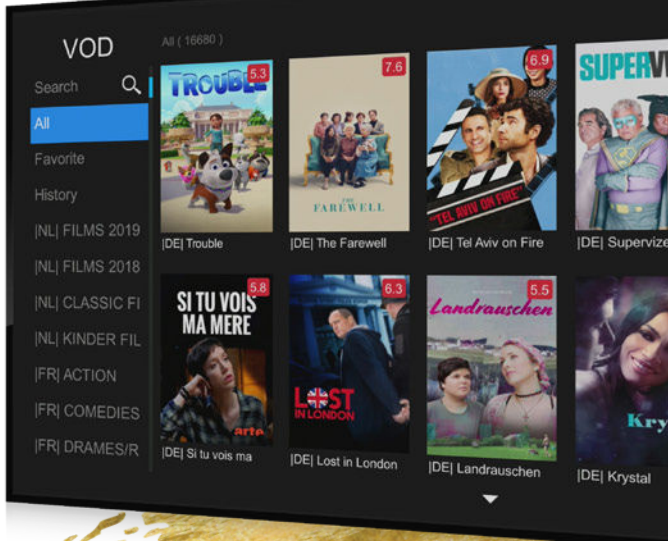 VOD
All ( 16680 )
Search
All
Favorite
History
|NL| FILMS 2019
|NL| FILMS 2018
|NL| CLASSIC FI
|NL| KINDER FIL
|FR| ACTION
|FR| COMEDIES
|FR| DRAMES/R
TROUBLE
5.3
|DE| Trouble
7.6
THE
FAREWELL
|DE| The Farewell
6.9
"TEL AVIV ON FIRE"
|DE| Tel Aviv on Fire
SUPERV
|DE| Supervize
5.8
SI TU VOIS
MA MERE
arte
|DE| Si tu vois ma
6.3
LOST
IN LONDON
|DE| Lost in London
5.5
Landrauschen
|DE| Landrauschen
Kry
|DE| Krystal